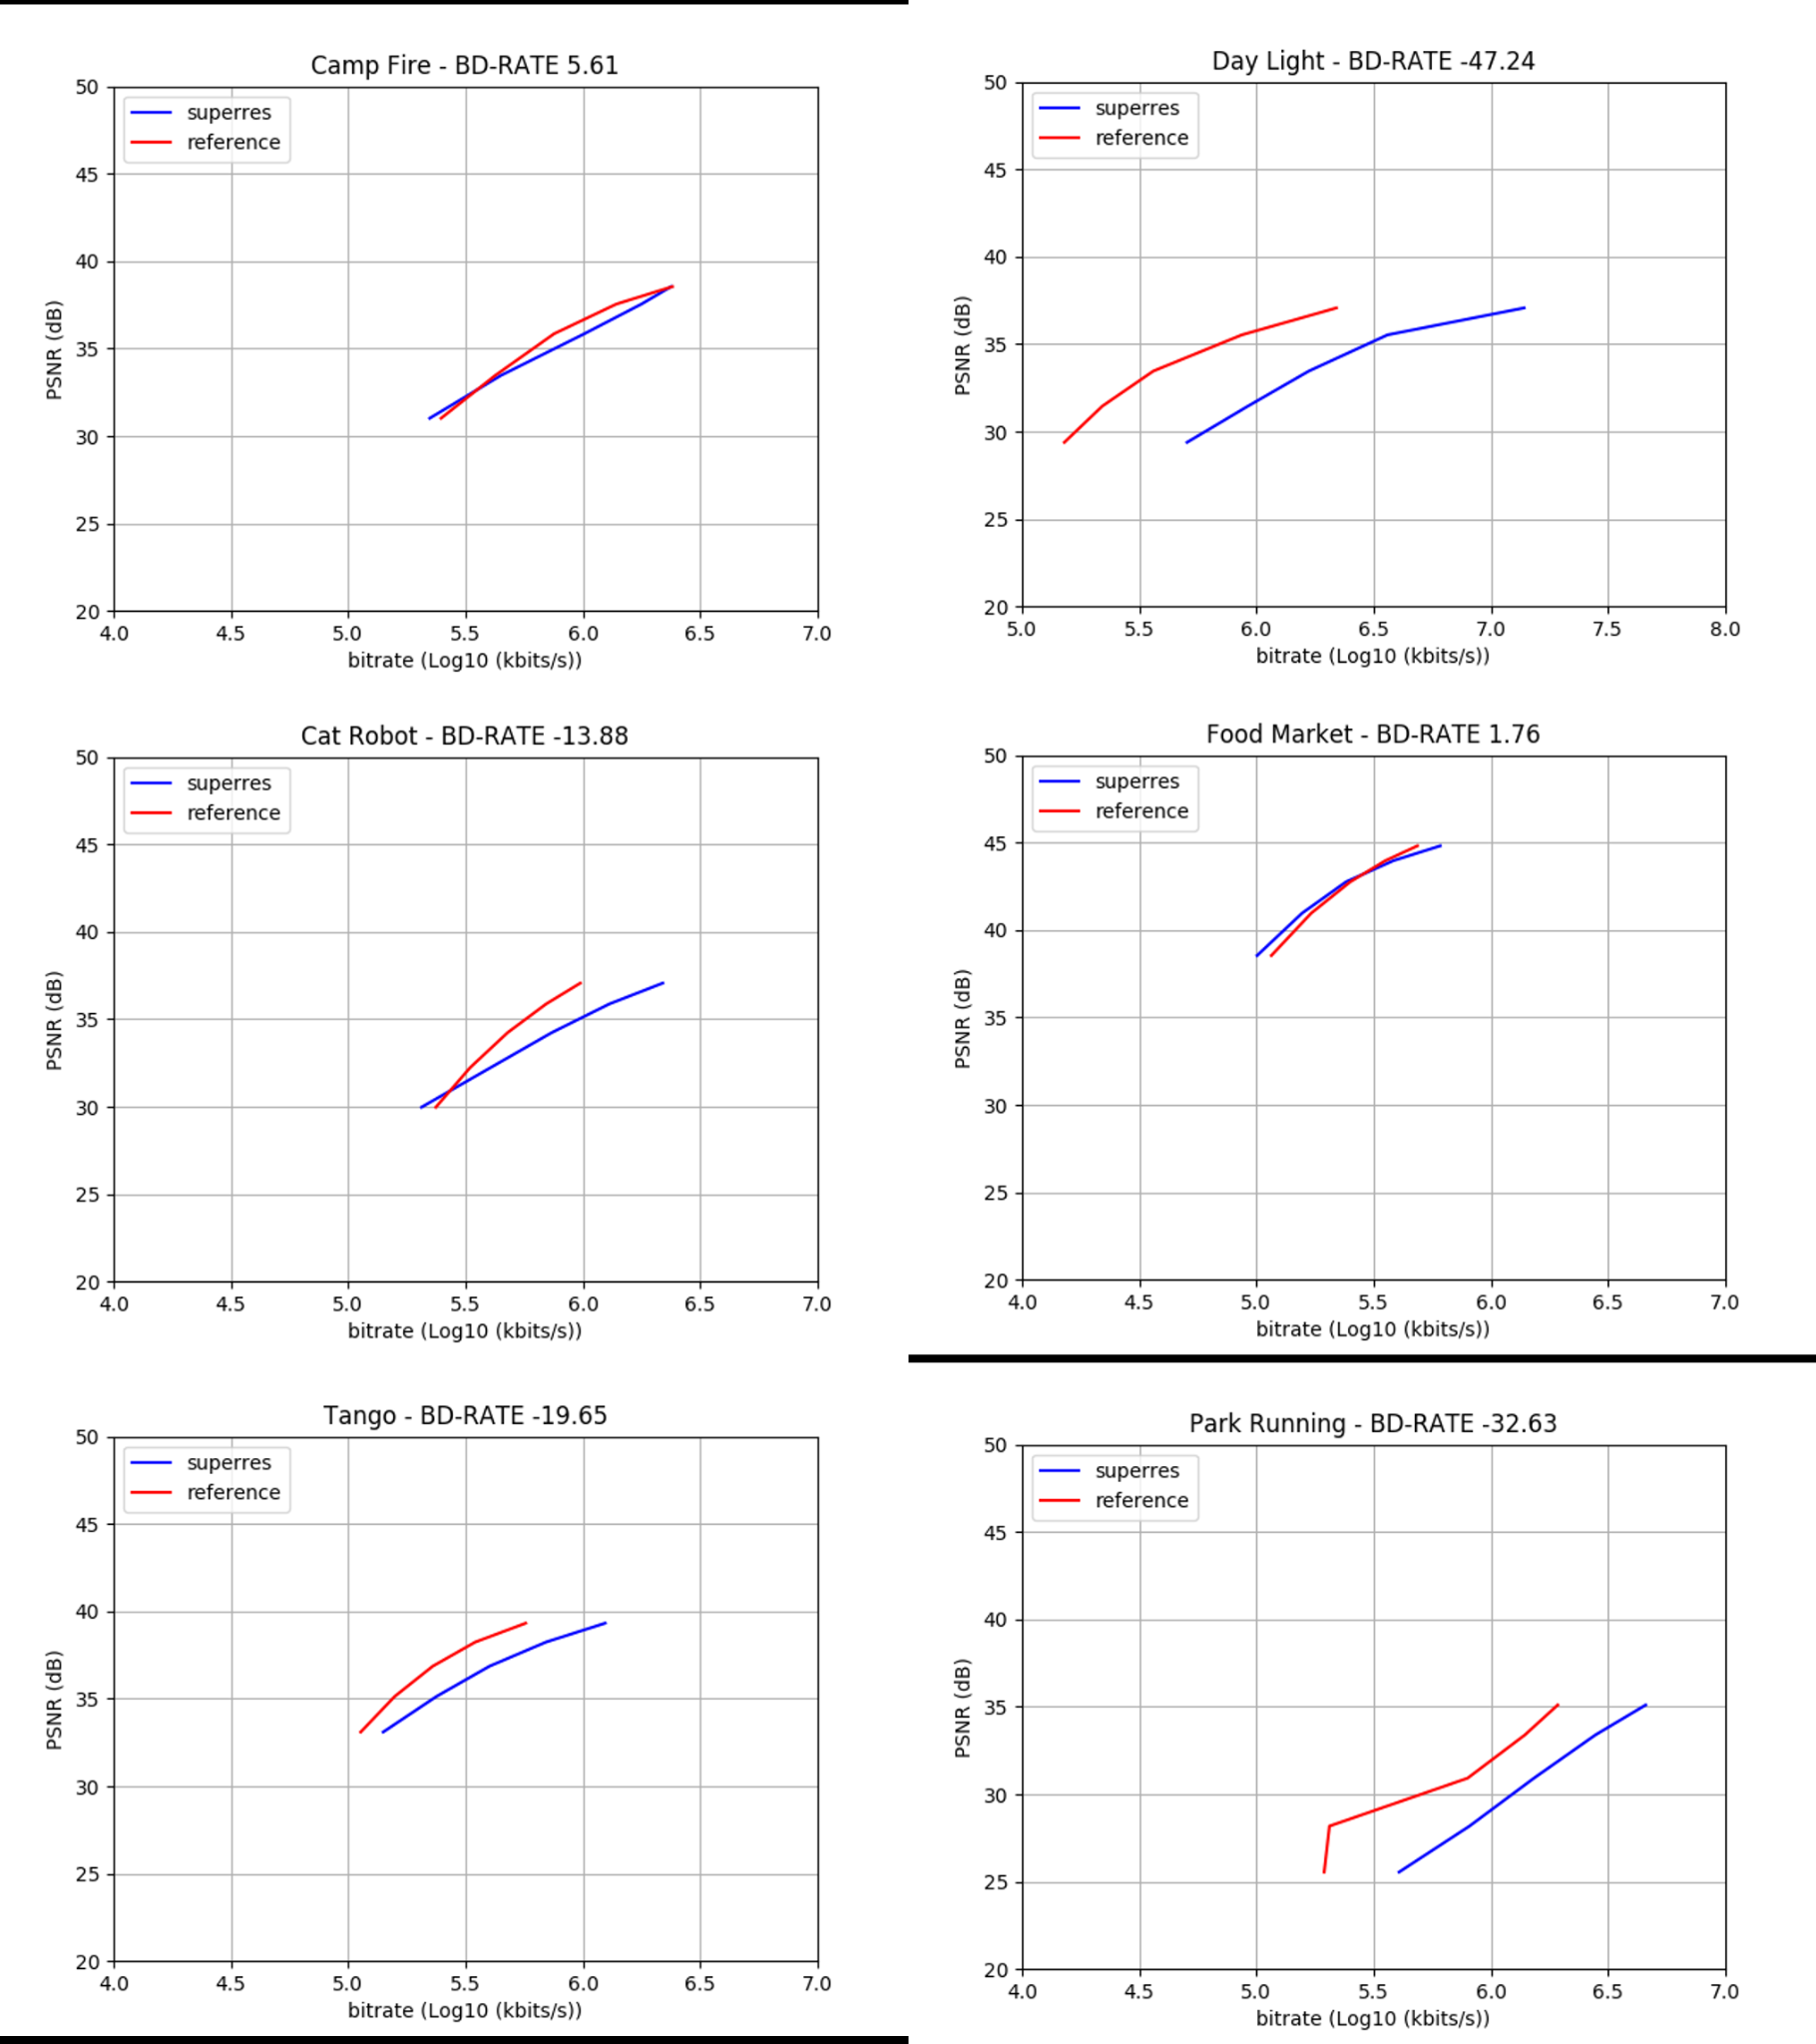 Camp Fire - BD-RATE 5.61
superres
reference
50
45
40
35
30
25
20
PSNR (dB)
4.0 4.5 5.0 5.5 6.0 6.5 7.0
bitrate (Log10 (kbits/s))
Day Light - BD-RATE -47.24
superres
reference
50
45
40
35
30
25
20
PSNR (dB)
5.0 5.5 6.0 6.5 7.0 7.5 8.0
bitrate (Log10 (kbits/s))
Cat Robot - BD-RATE -13.88
superres
reference
50
45
40
35
30
25
20
PSNR (dB)
4.0 4.5 5.0 5.5 6.0 6.5 7.0
bitrate (Log10 (kbits/s))
Food Market - BD-RATE 1.76
superres
reference
50
45
40
35
30
25
20
PSNR (dB)
4.0 4.5 5.0 5.5 6.0 6.5 7.0
bitrate (Log10 (kbits/s))
Tango - BD-RATE -19.65
superres
reference
50
45
40
35
30
25
20
PSNR (dB)
4.0 4.5 5.0 5.5 6.0 6.5 7.0
bitrate (Log10 (kbits/s))
Park Running - BD-RATE -32.63
superres
reference
50
45
40
35
30
25
20
PSNR (dB)
4.0 4.5 5.0 5.5 6.0 6.5 7.0
bitrate (Log10 (kbits/s))